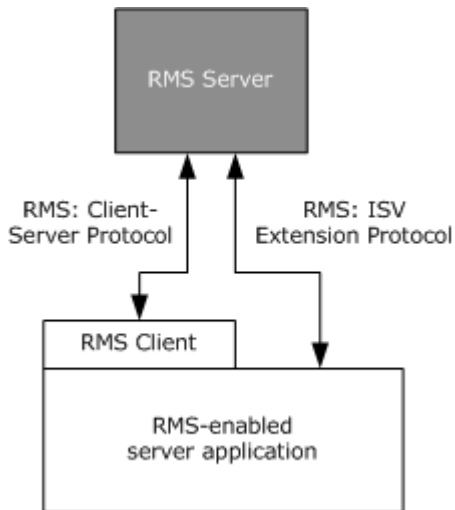 RMS Server
RMS: Client-
Server Protocol
RMS: ISV
Extension Protocol
RMS Client
RMS-enabled
server application